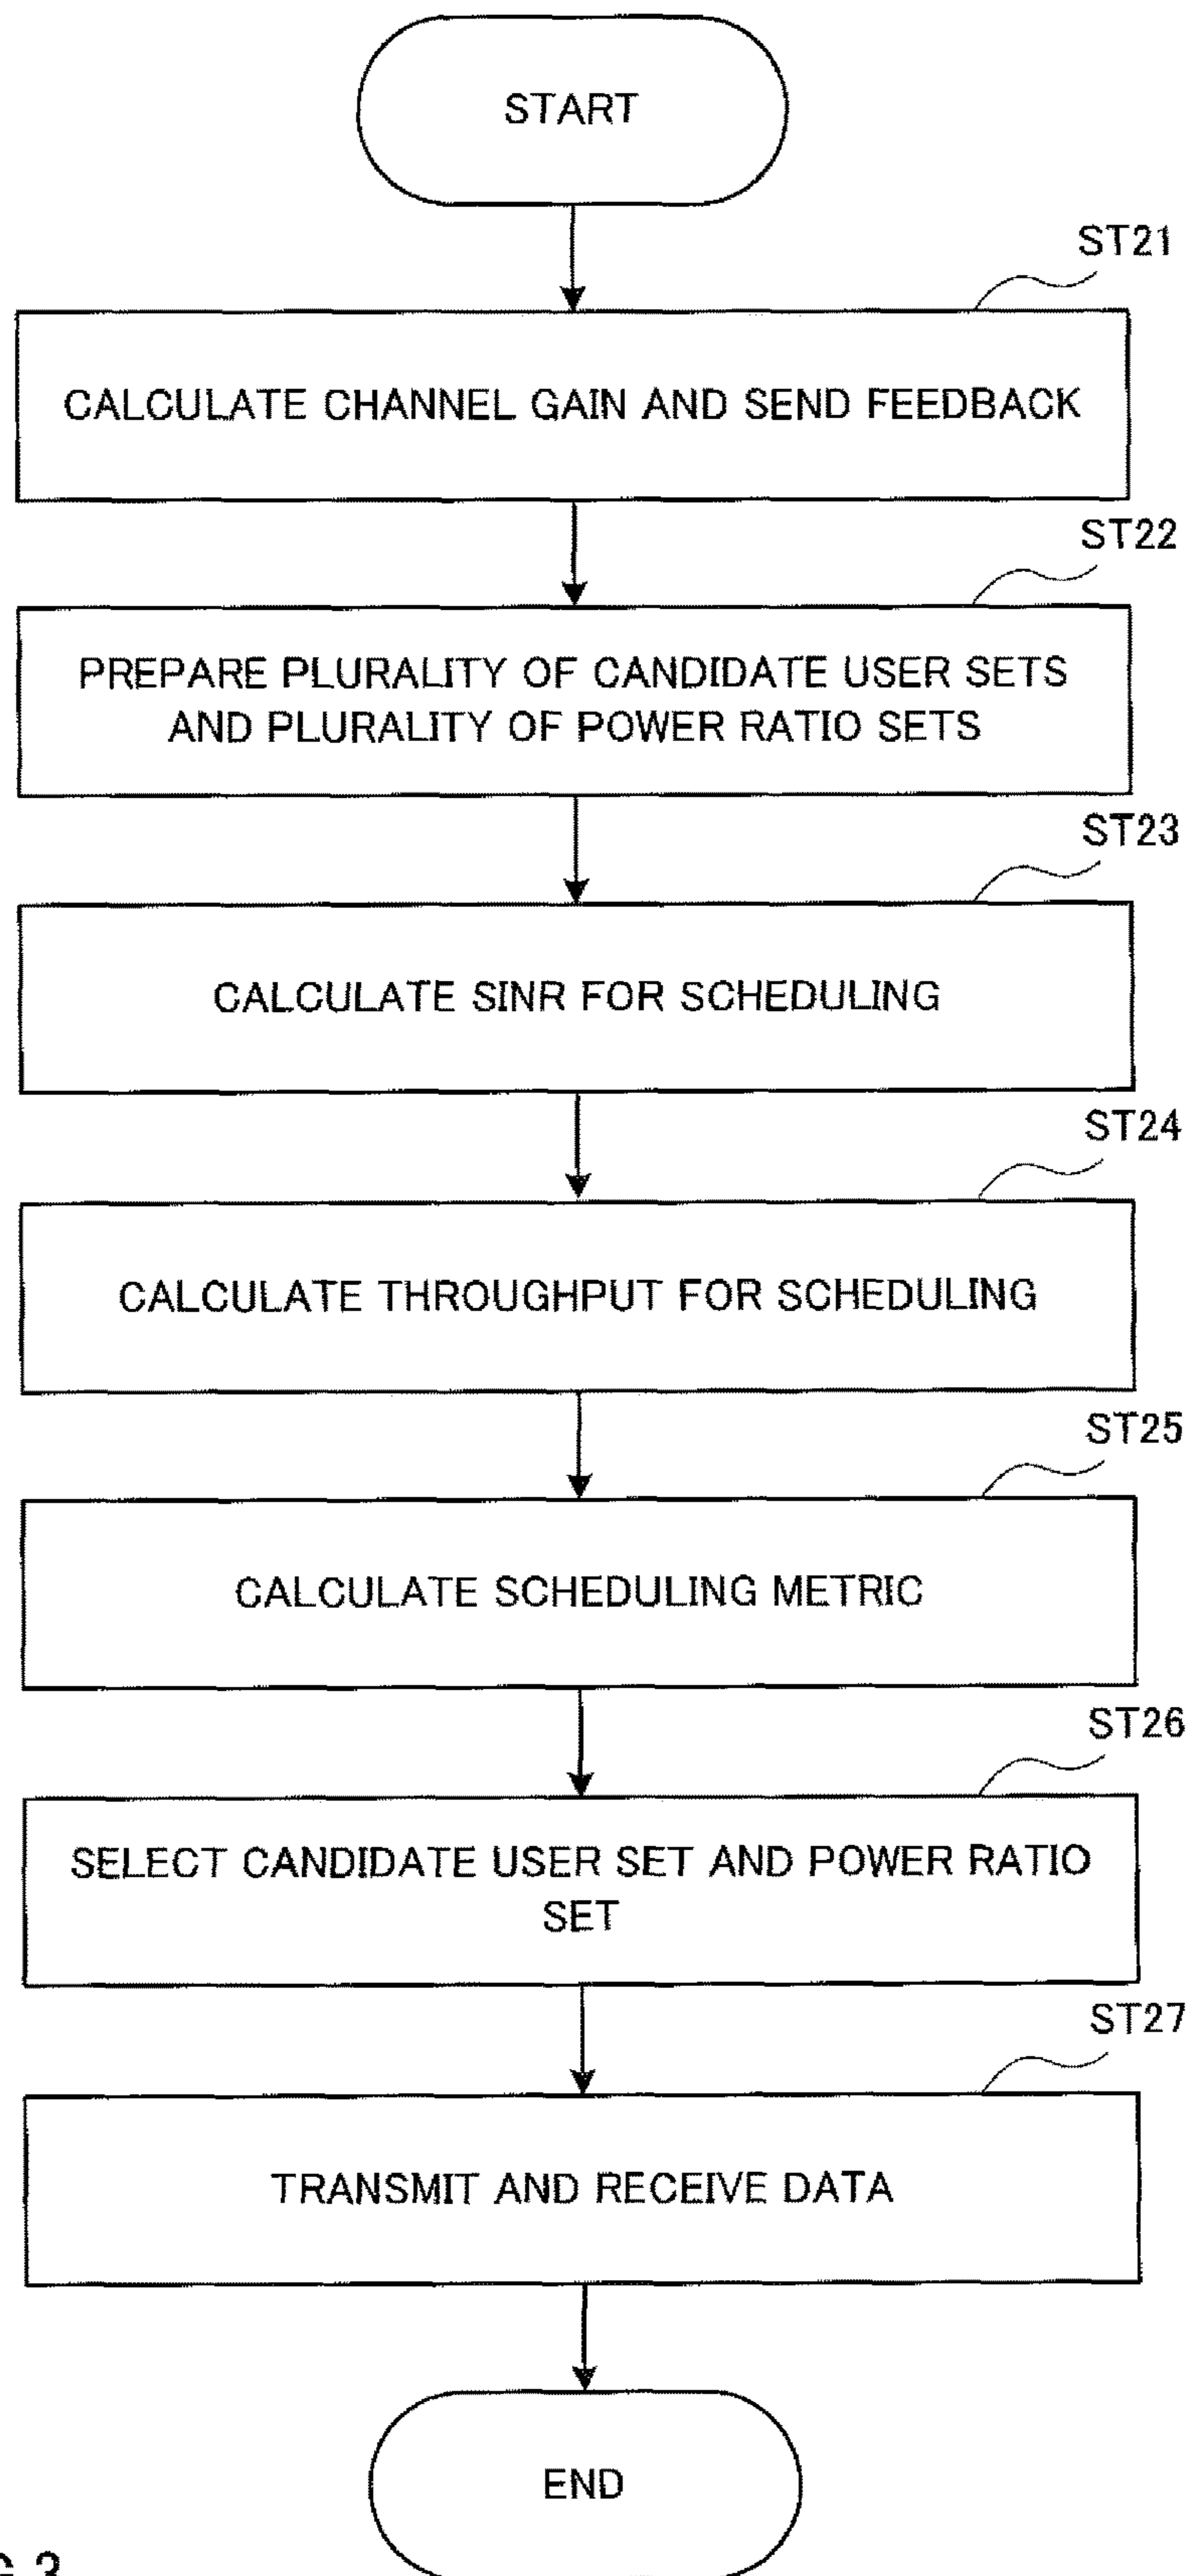 START
ST21
CALCULATE CHANNEL GAIN AND SEND FEEDBACK
ST22
PREPARE PLURALITY OF CANDIDATE USER SETS
AND PLURALITY OF POWER RATIO SETS
ST23
CALCULATE SINR FOR SCHEDULING
ST24
CALCULATE THROUGHPUT FOR SCHEDULING
ST25
CALCULATE SCHEDULING METRIC
ST26
SELECT CANDIDATE USER SET AND POWER RATIO
SET
ST27
TRANSMIT AND RECEIVE DATA
END